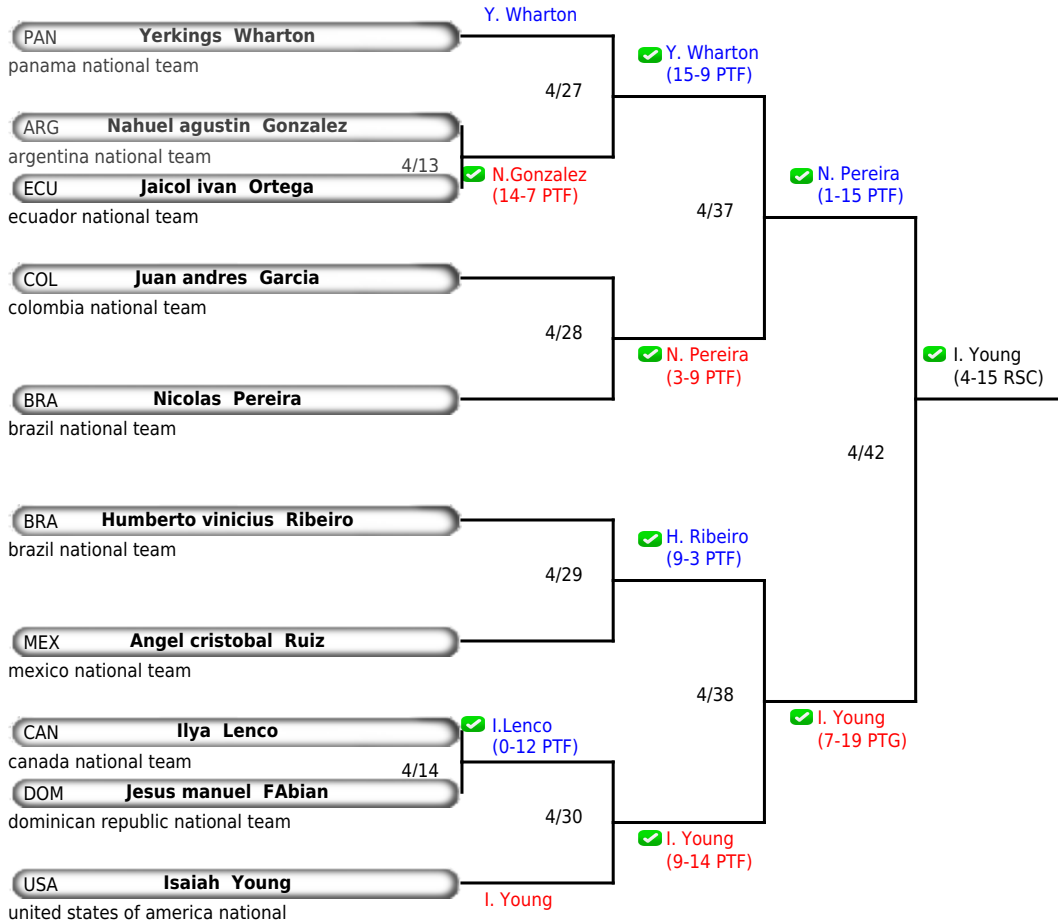 Y. Wharton
PAN Yerkings Wharton
panama national team
Y. Wharton
(15-9 PTF)
4/27
ARG Nahuel agustin Gonzalez
argentina national team
4/13
N.Gonzalez
(14-7 PTF)
ECU Jaicol ivan Ortega
ecuador national team
N. Pereira
(1-15 PTF)
4/37
COL Juan andres Garcia
colombia national team
4/28
N. Pereira
(3-9 PTF)
I. Young
(4-15 RSC)
BRA Nicolas Pereira
brazil national team
4/42
BRA Humberto vinicius Ribeiro
brazil national team
H. Ribeiro
(9-3 PTF)
4/29
MEX Angel cristobal Ruiz
mexico national team
4/38
I. Young
(7-19 PTG)
CAN Ilya Lenco
canada national team
I.Lenco
(0-12 PTF)
4/14
DOM Jesus manuel FAbian
dominican republic national team
4/30
I. Young
(9-14 PTF)
USA Isaiah Young
united states of america national
I. Young